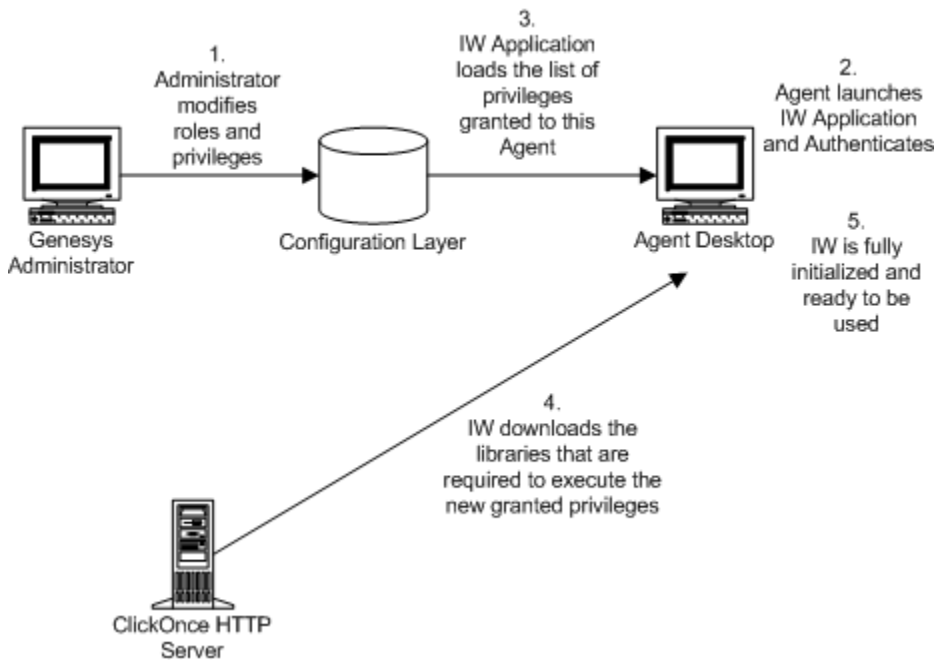 1.
Administrator
modifies
roles and
privileges
3.
IW Application
loads the list of
privileges
granted to this
Agent
2.
Agent launches
IW Application
and Authenticates
Genesys
Administrator
Configuration Layer
Agent Desktop
5.
IW is fully
initialized and
ready to be
used
4.
IW downloads the
libraries that are
required to execute the
new granted privileges
ClickOnce HTTP
Server